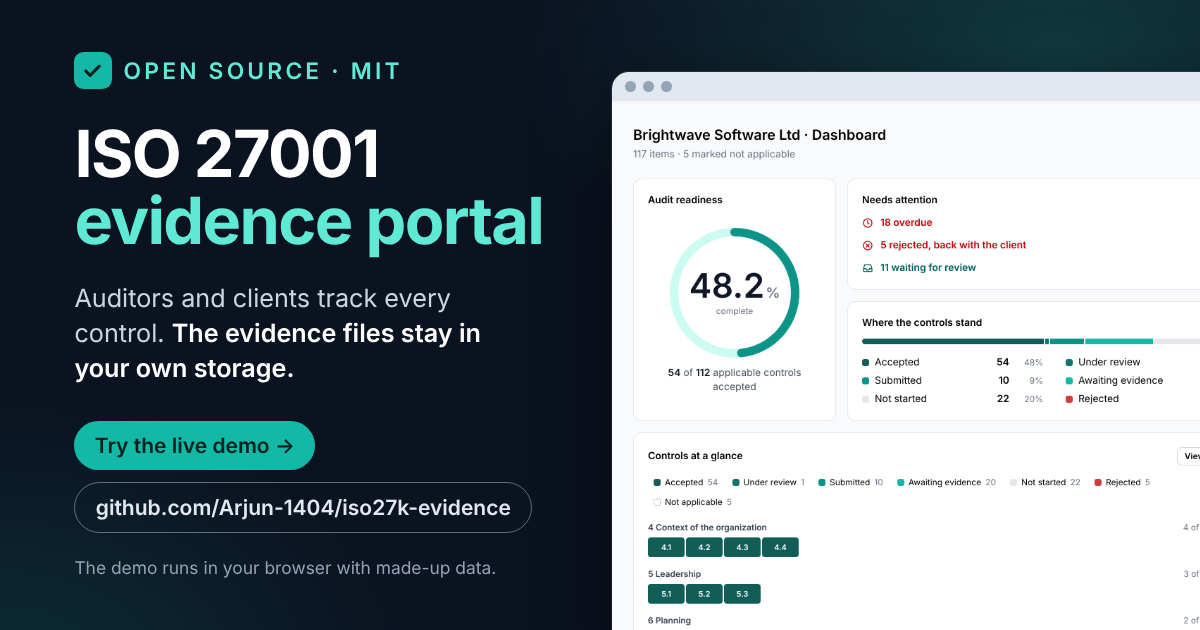 OPEN SOURCE · MIT
ISO 27001
evidence portal
Auditors and clients track every
control. The evidence files stay in
your own storage.
Try the live demo →
github.com/Arjun-1404/iso27k-evidence
The demo runs in your browser with made-up data.
Brightwave Software Ltd · Dashboard
117 items · 5 marked not applicable
Audit readiness
48.2%
complete
54 of 112 applicable controls
accepted
Needs attention
18 overdue
5 rejected, back with the client
11 waiting for review
Where the controls stand
Accepted 54 48% Under review
Submitted 10 9% Awaiting evidence
Not started 22 20% Rejected
Controls at a glance
Accepted 54 Under review 1 Submitted 10 Awaiting evidence 20 Not started 22 Rejected 5
Not applicable 5
4 Context of the organization 4 of
4.1 4.2 4.3 4.4
5 Leadership 3 of
5.1 5.2 5.3
6 Planning 2 of